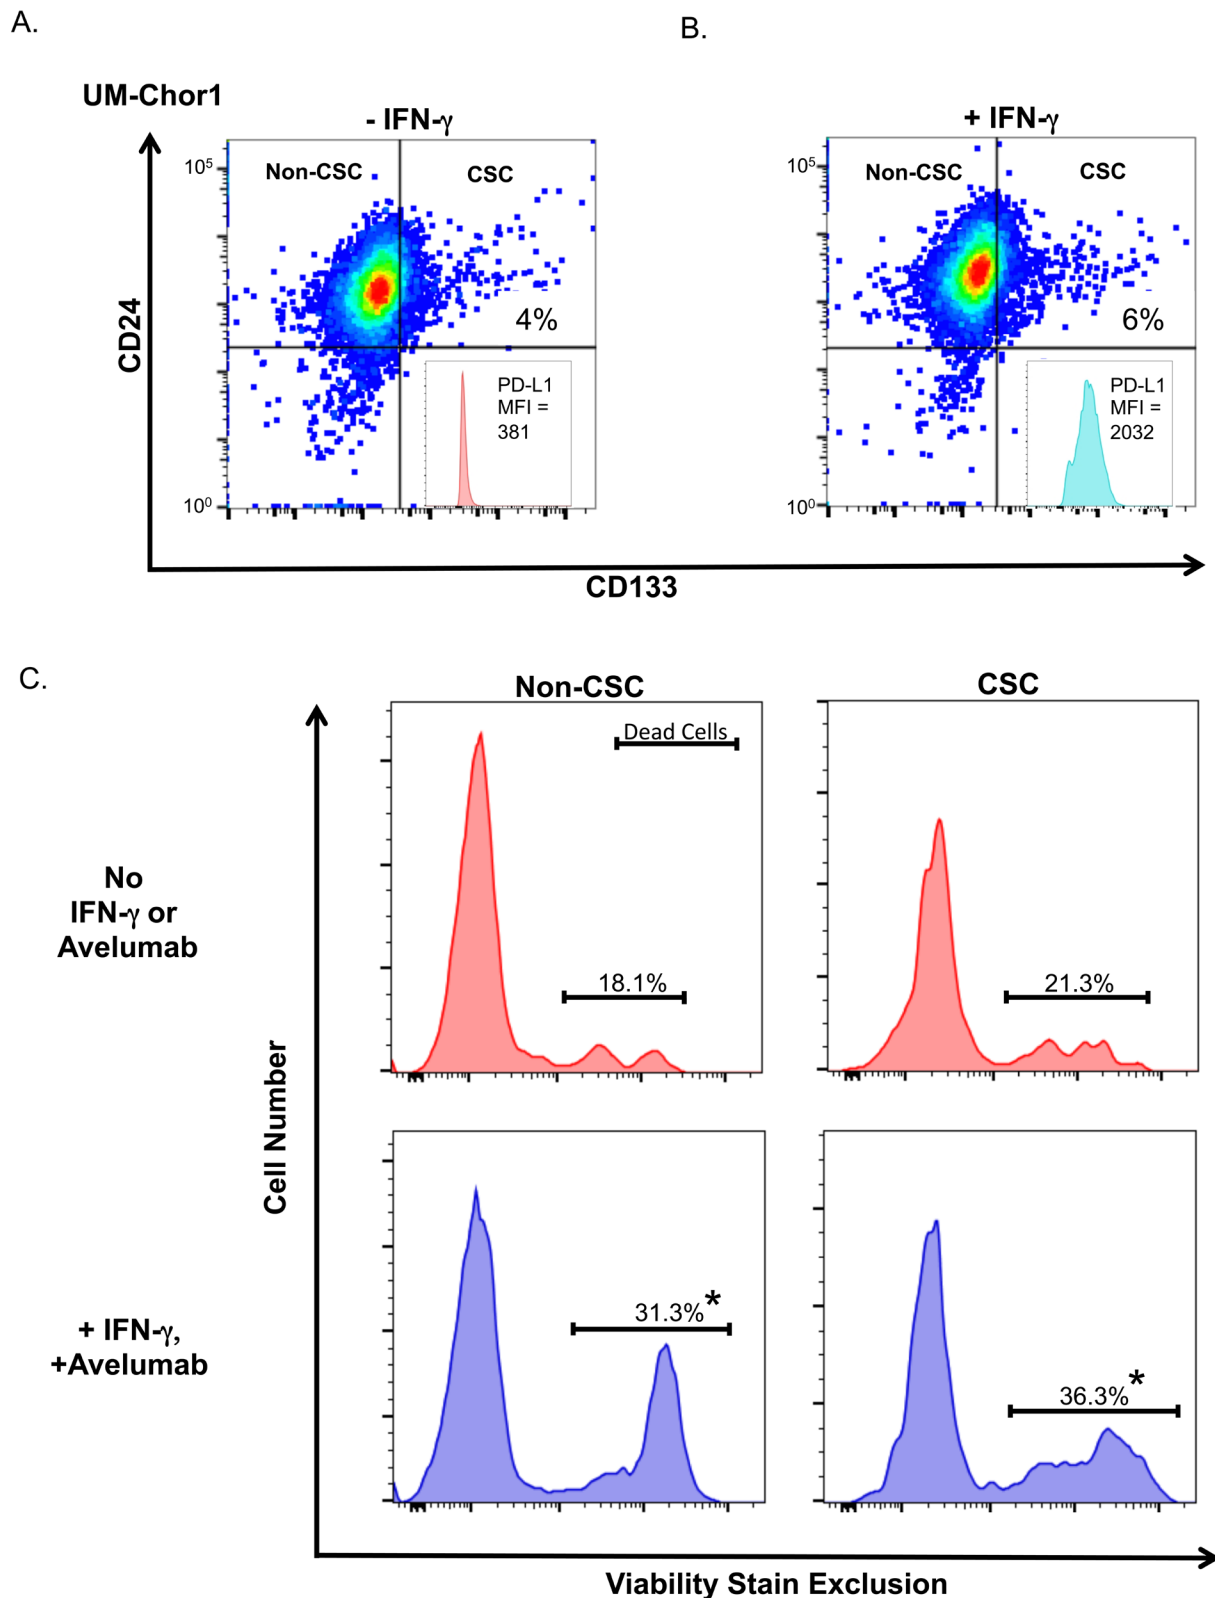 A.
B.
UM-Chor1
- IFN-γ
+ IFN-γ
10⁵
Non-CSC
CSC
10⁵
Non-CSC
CSC
CD24
4%
6%
PD-L1
MFI =
381
PD-L1
MFI =
2032
10⁰
10⁰
CD133
C.
Non-CSC
CSC
Dead Cells
No
IFN-γ or
Avelumab
18.1%
21.3%
Cell Number
31.3%*
36.3%*
+ IFN-γ,
+Avelumab
Viability Stain Exclusion